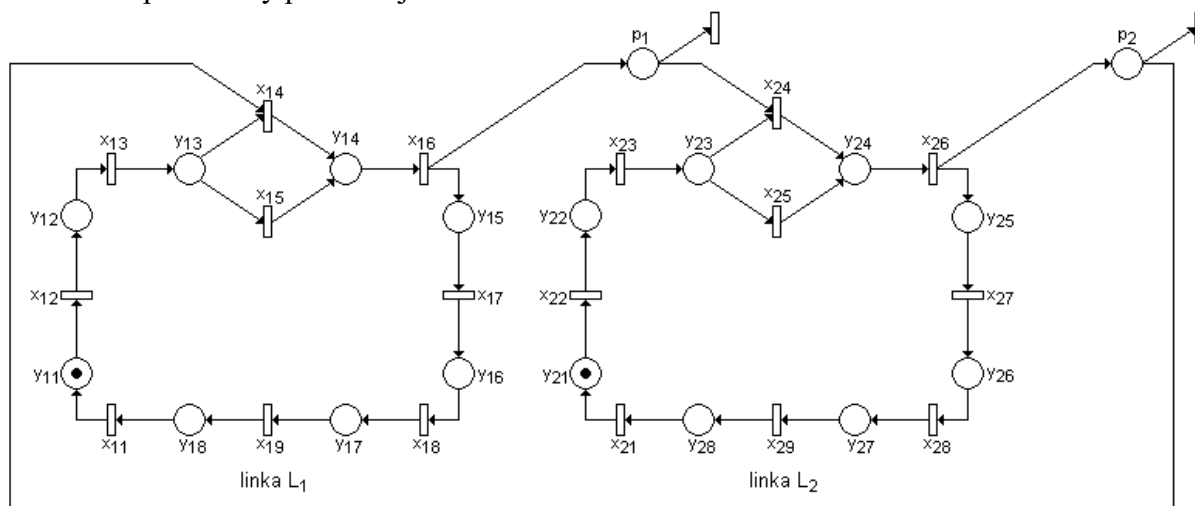 p1 p2
x14 x24
x13 y13 y14 x16 x23 y23 y24 x26
x15 x25
y12 y15 y22 y25
x12 x17 x22 x27
y11 y16 y21 y26
x11 y18 x19 y17 x18 x21 y28 x29 y27 x28
linka L1 linka L2